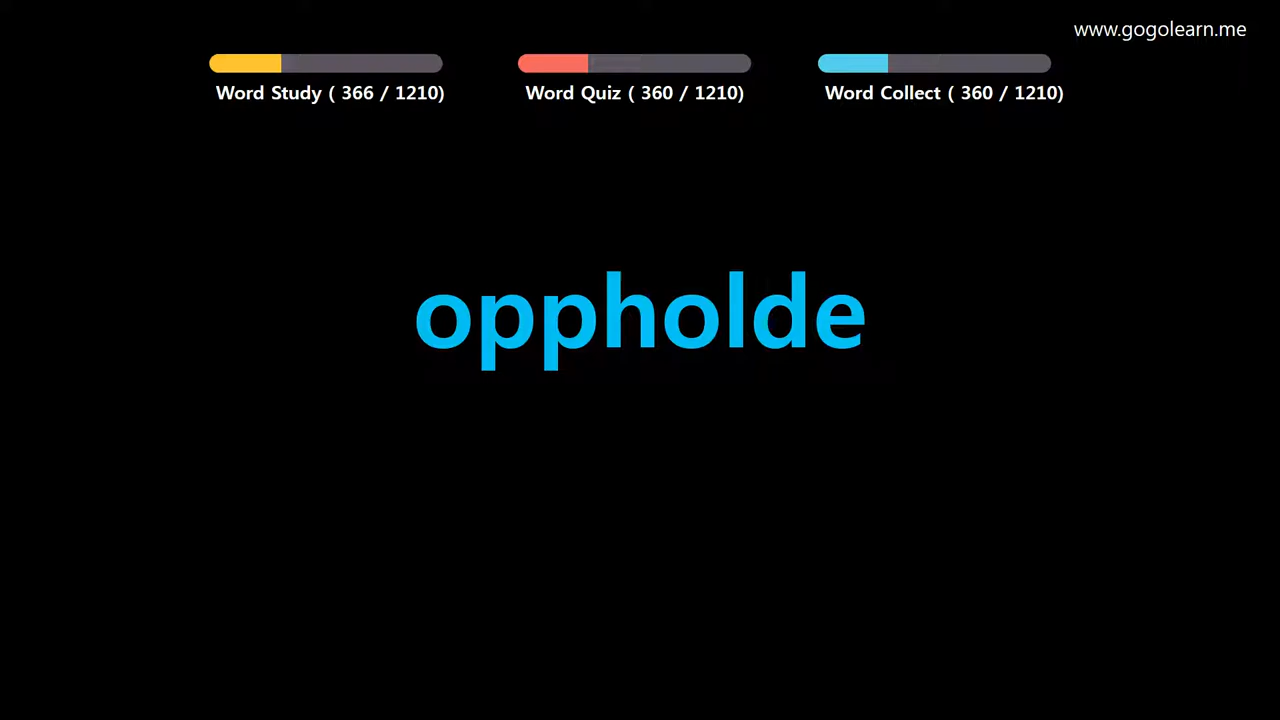 www.gogolearn.me
Word Study ( 366 / 1210)
Word Quiz ( 360 / 1210)
Word Collect ( 360 / 1210)
oppholde